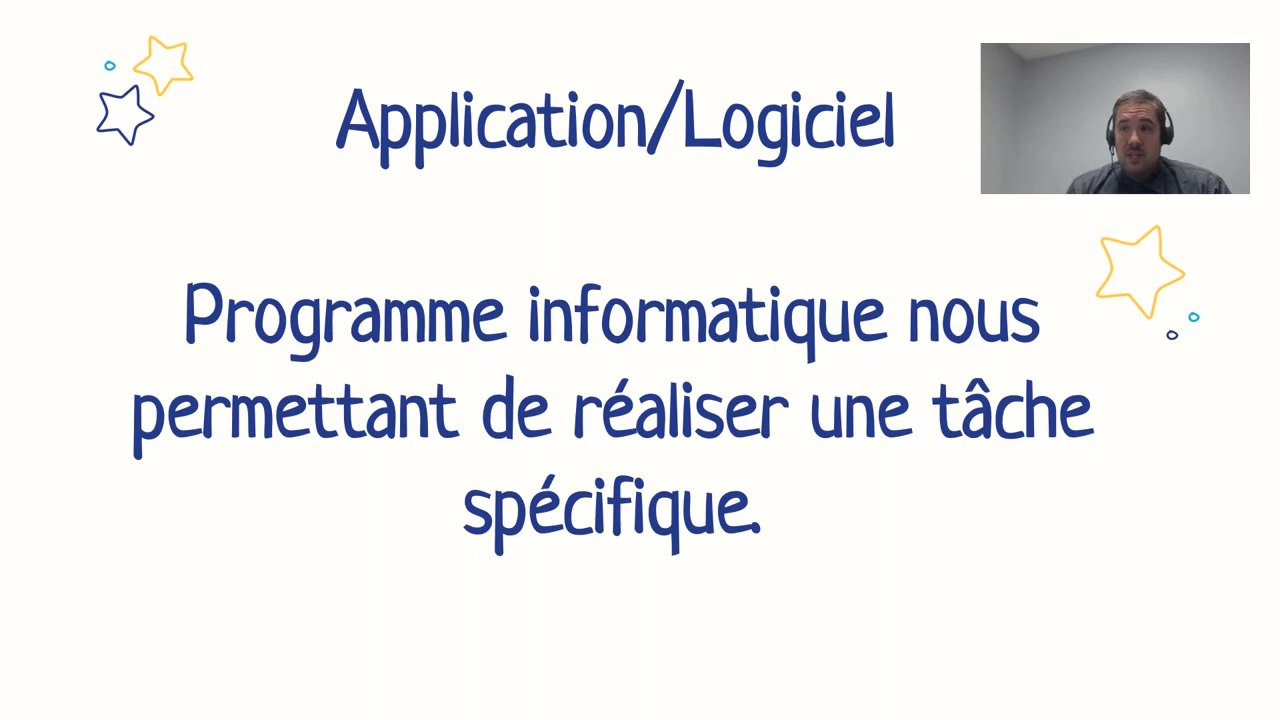 Application/Logiciel
Programme informatique nous
permettant de réaliser une tâche
spécifique.